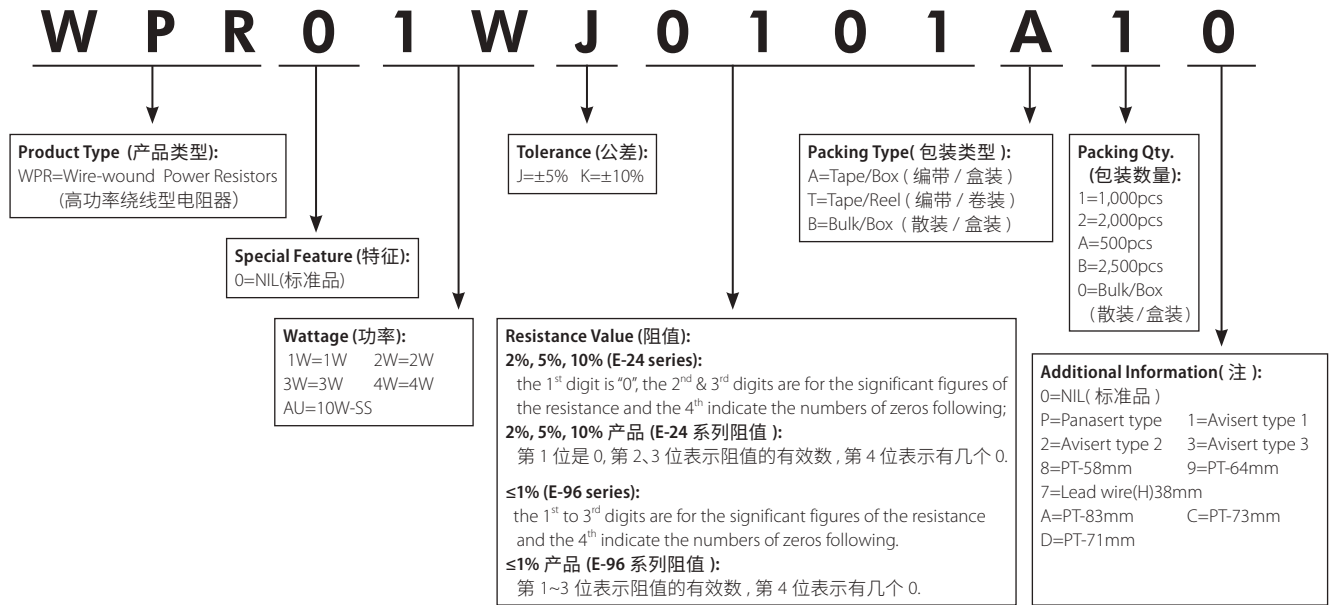 W P R 0 1 W J 0 1 0 1 A 1 0
Product Type (产品类型):
WPR=Wire-wound Power Resistors
(高功率绕线型电阻器)
Special Feature (特征):
0=NIL(标准品)
Wattage (功率):
1W=1W 2W=2W
3W=3W 4W=4W
AU=10W-SS
Tolerance (公差):
J=±5% K=±10%
Resistance Value (阻值):
2%, 5%, 10% (E-24 series):
the 1st digit is “0”, the 2nd & 3rd digits are for the significant figures of
the resistance and the 4th indicate the numbers of zeros following;
2%, 5%, 10% 产品 (E-24 系列阻值 ):
第 1 位是 0, 第 2、3 位表示阻值的有效数 , 第 4 位表示有几个 0.
≤1% (E-96 series):
the 1st to 3rd digits are for the significant figures of the resistance
and the 4th indicate the numbers of zeros following.
≤1% 产品 (E-96 系列阻值 ):
第 1~3 位表示阻值的有效数 , 第 4 位表示有几个 0.
Packing Type( 包装类型 ):
A=Tape/Box ( 编带 / 盒装 )
T=Tape/Reel ( 编带 / 卷装 )
B=Bulk/Box ( 散装 / 盒装 )
Packing Qty.
(包装数量):
1=1,000pcs
2=2,000pcs
A=500pcs
B=2,500pcs
0=Bulk/Box
(散装/盒装)
Additional Information( 注 ):
0=NIL( 标准品 )
P=Panasert type 1=Avisert type 1
2=Avisert type 2 3=Avisert type 3
8=PT-58mm 9=PT-64mm
7=Lead wire(H)38mm
A=PT-83mm C=PT-73mm
D=PT-71mm